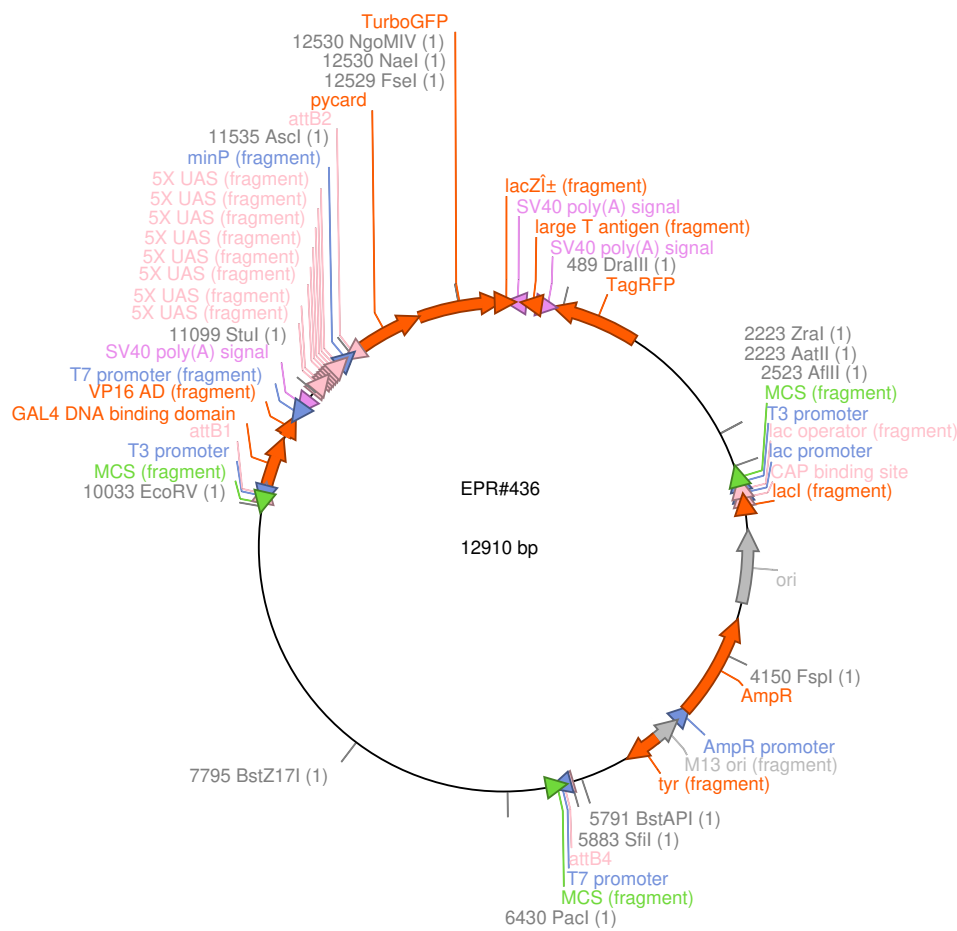 TurboGFP
12530 NgoMIV (1)
12530 NaeI (1)
12529 FseI (1)
pycard
attB2
11535 AscI (1)
minP (fragment)
5X UAS (fragment)
5X UAS (fragment)
5X UAS (fragment)
5X UAS (fragment)
5X UAS (fragment)
5X UAS (fragment)
5X UAS (fragment)
5X UAS (fragment)
11099 StuI (1)
SV40 poly(A) signal
T7 promoter (fragment)
VP16 AD (fragment)
GAL4 DNA binding domain
attB1
T3 promoter
MCS (fragment)
10033 EcoRV (1)
lacZÎ± (fragment)
SV40 poly(A) signal
large T antigen (fragment)
SV40 poly(A) signal
489 DraIII (1)
TagRFP
2223 ZraI (1)
2223 AatII (1)
2523 AflII (1)
MCS (fragment)
T3 promoter
lac operator (fragment)
lac promoter
CAP binding site
lacI (fragment)
EPR#436
12910 bp
ori
4150 FspI (1)
AmpR
AmpR promoter
M13 ori (fragment)
tyr (fragment)
7795 BstZ17I (1)
5791 BstAPI (1)
5883 SfiI (1)
attB4
T7 promoter
MCS (fragment)
6430 PacI (1)